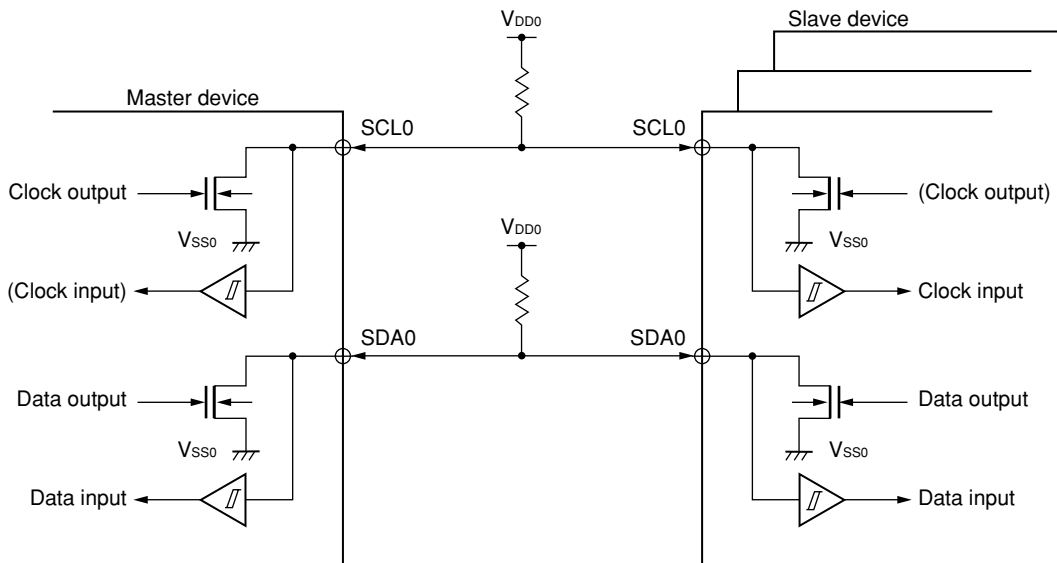 VDD0
Slave device
Master device
SCL0
SCL0
Clock output
(Clock output)
VSS0
VSS0
VDD0
(Clock input)
Clock input
SDA0
SDA0
Data output
Data output
VSS0
VSS0
Data input
Data input